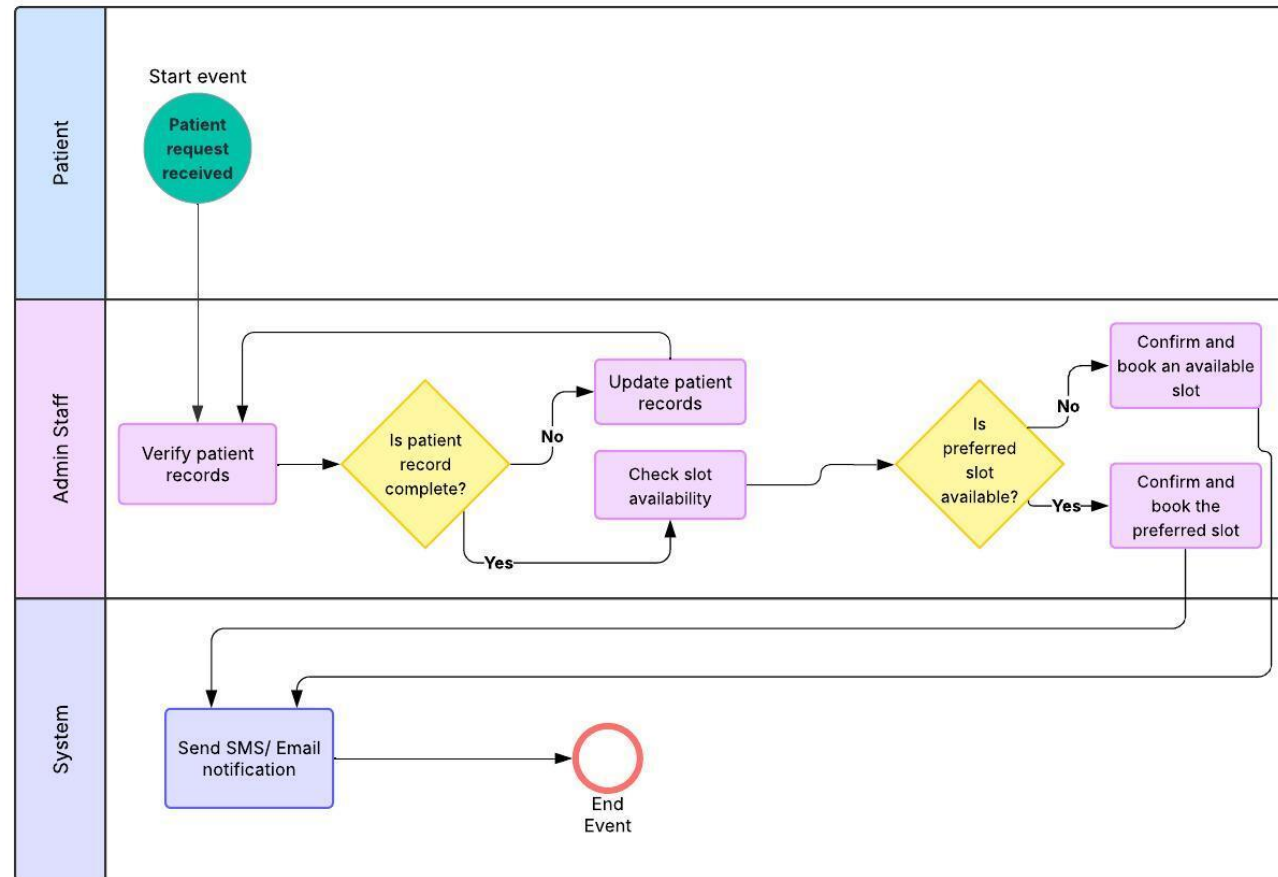 Patient
Start event
Patient
request
received
Admin Staff
Verify patient
records
Is patient
record
complete?
No
Update patient
records
Yes
Check slot
availability
Is
preferred
slot
available?
No
Confirm and
book an available
slot
Yes
Confirm and
book the
preferred slot
System
Send SMS/ Email
notification
End
Event